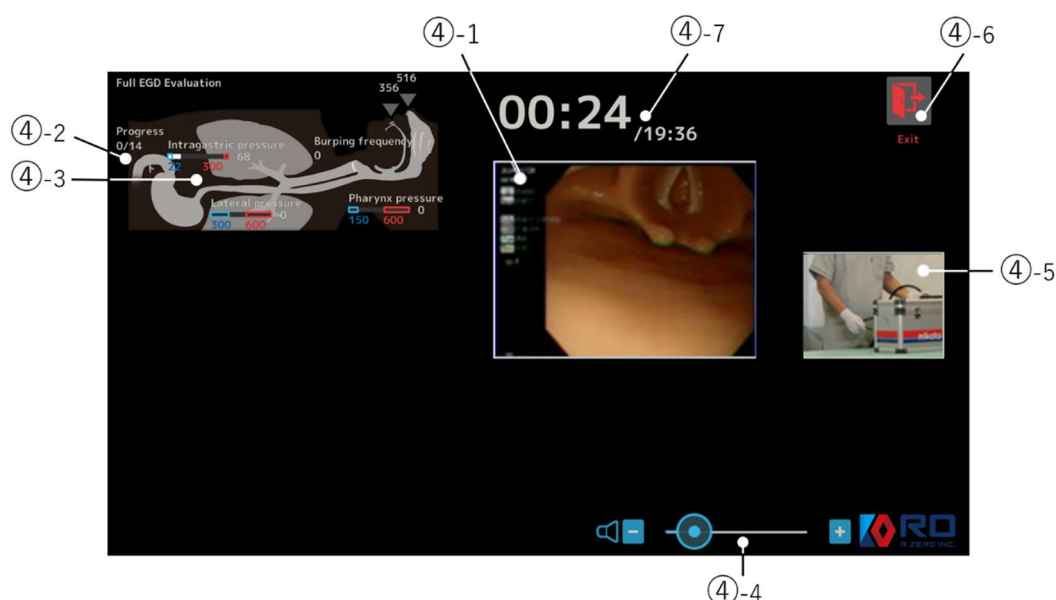 ④-1
④-7
④-6
Full EGD Evaluation
516
356
00:24
/19:36
Exit
④-2
Progress
0/14
Intragastric pressure
68
22
300
Burping frequency
0
④-3
Lateral pressure
0
300
600
Pharynx pressure
0
150
600
④-5
④-4
RO
R ZERO INC.